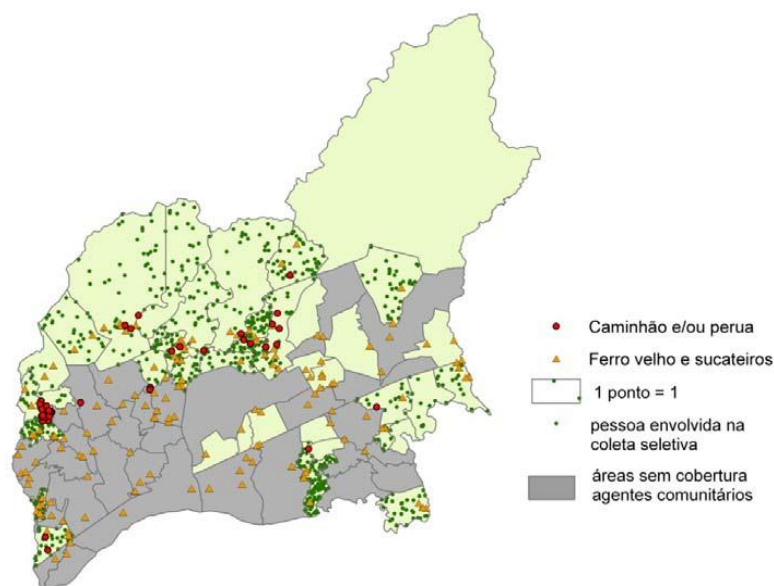 Caminhão e/ou perua
Ferro velho e sucateiros
1 ponto = 1
pessoa envolvida na
coleta seletiva
áreas sem cobertura
agentes comunitários